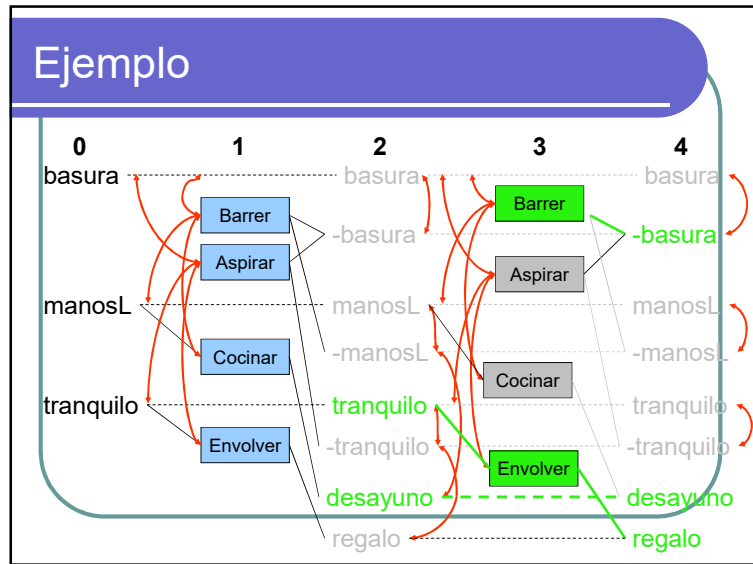 Ejemplo
0 1 2 3 4
basura basura basura
Barrer Barrer
-basura -basura
Aspirar Aspirar
manosL manosL manosL
-manosL -manosL
Cocinar Cocinar
tranquilo tranquilo tranquilo
-tranquilo -tranquilo
Envolver Envolver
desayuno desayuno
regalo regalo